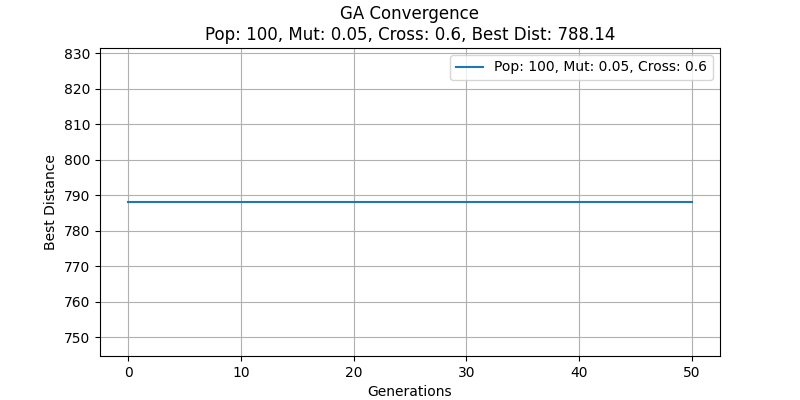 GA Convergence
Pop: 100, Mut: 0.05, Cross: 0.6, Best Dist: 788.14
Pop: 100, Mut: 0.05, Cross: 0.6
830
820
810
800
790
780
770
760
750
Best Distance
0 10 20 30 40 50
Generations